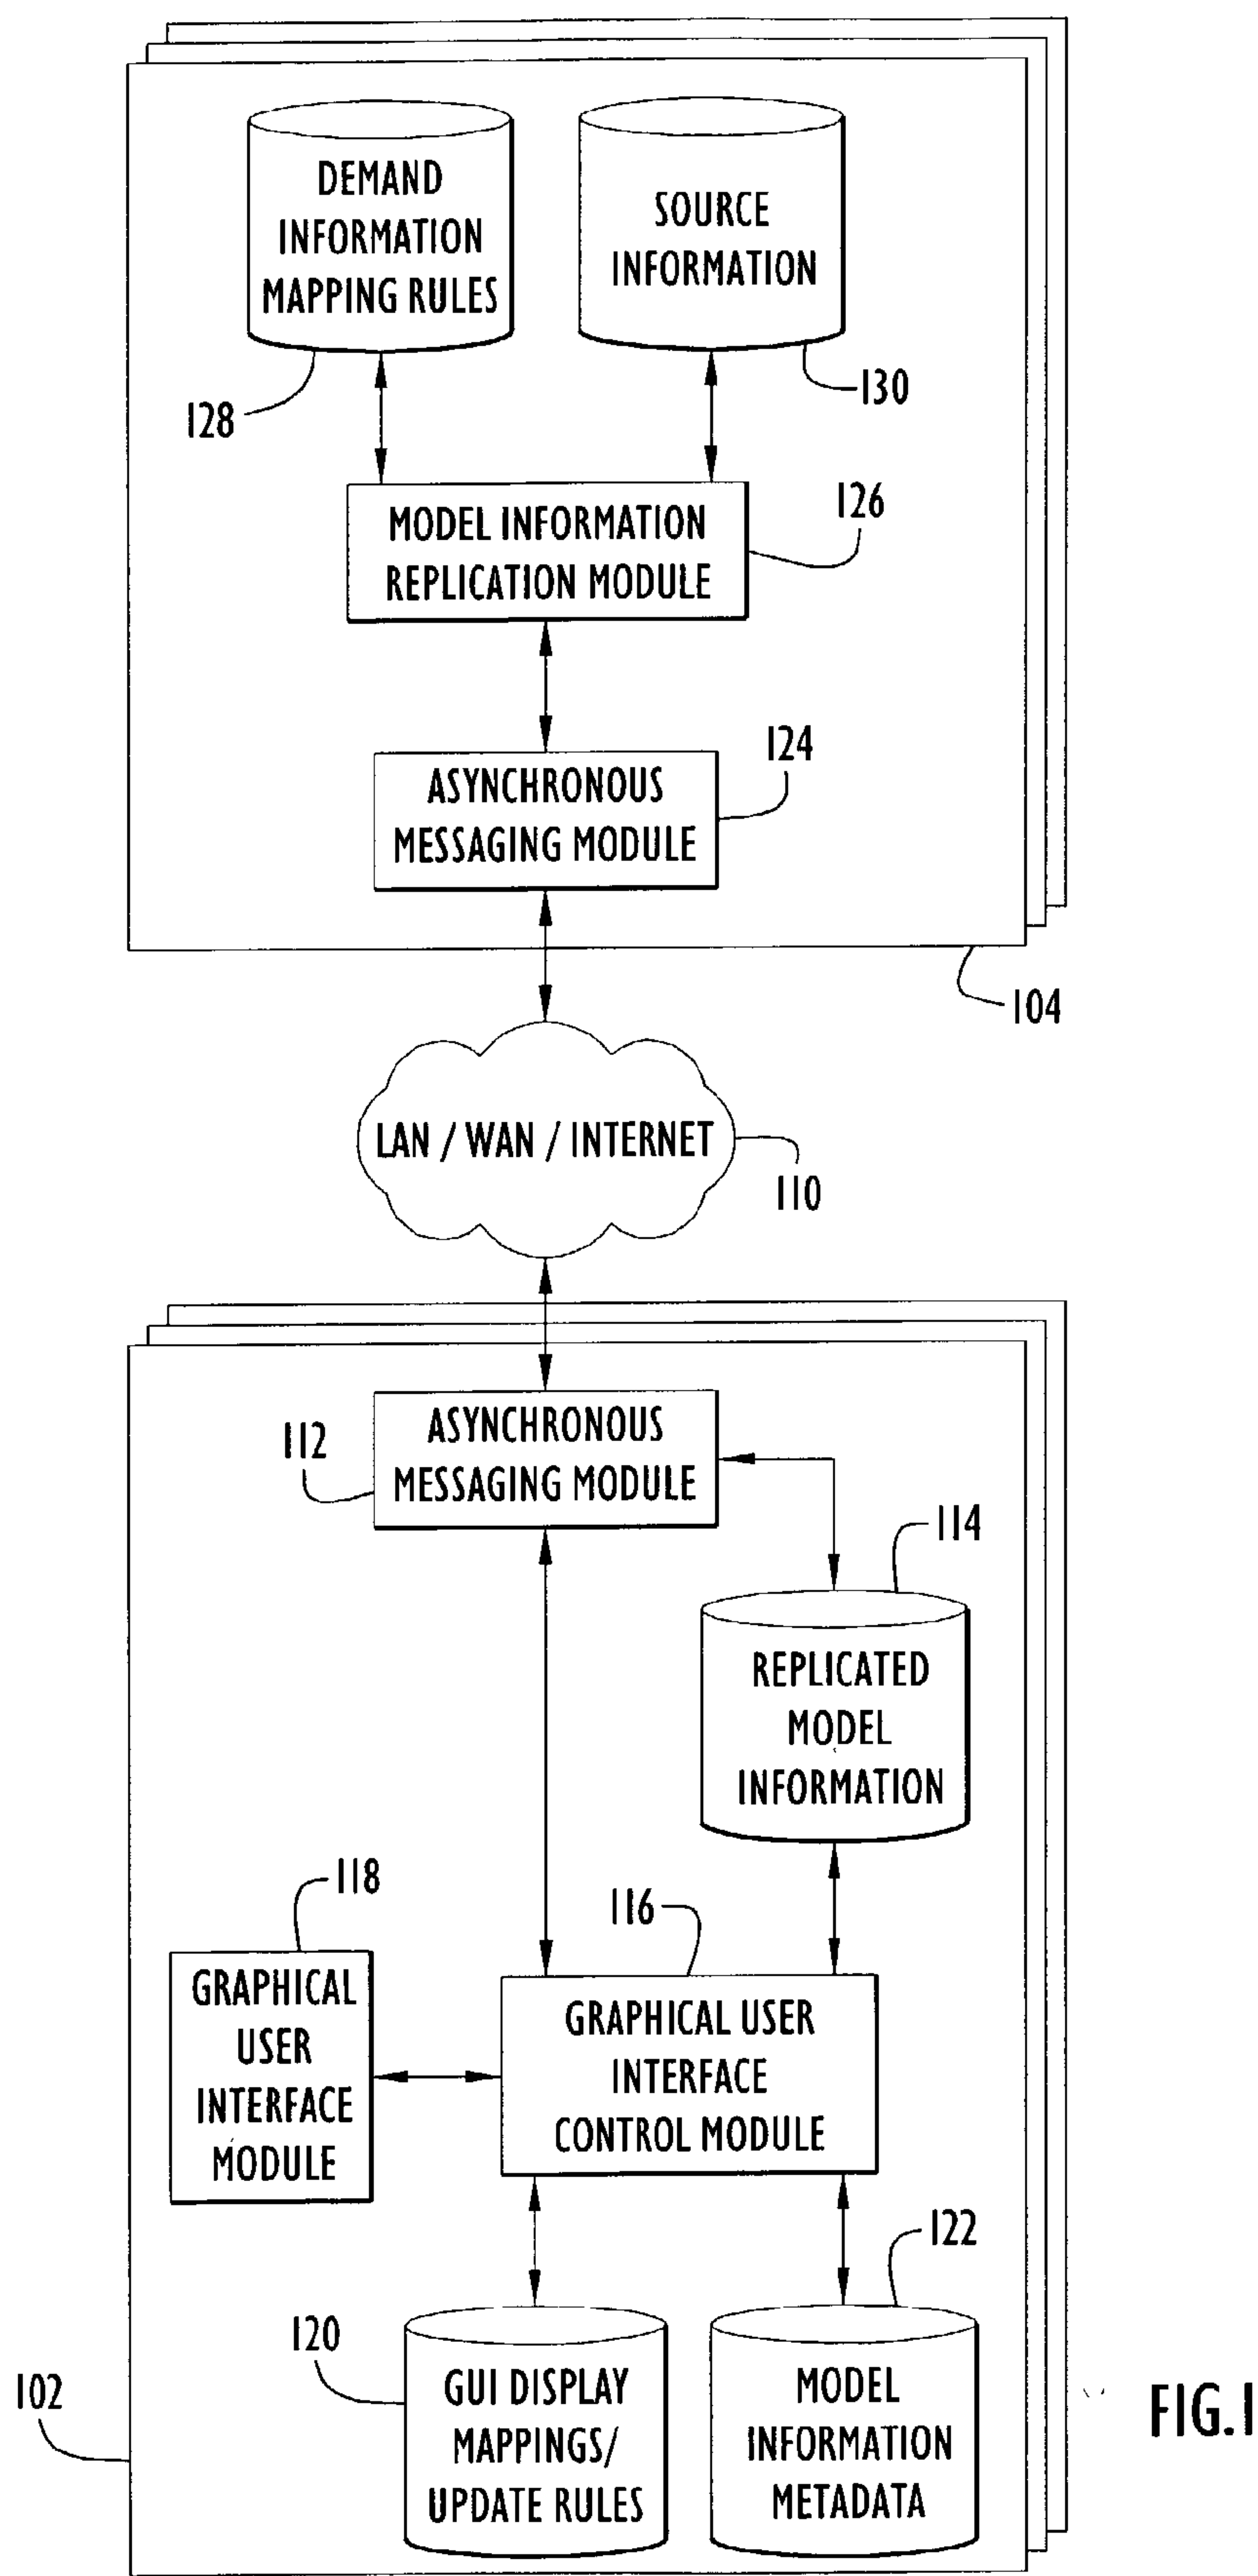 DEMAND
INFORMATION
MAPPING RULES
SOURCE
INFORMATION
128
130
MODEL INFORMATION
REPLICATION MODULE
126
ASYNCHRONOUS
MESSAGING MODULE
124
104
LAN / WAN / INTERNET
110
ASYNCHRONOUS
MESSAGING MODULE
112
114
REPLICATED
MODEL
INFORMATION
118
116
GRAPHICAL
USER
INTERFACE
MODULE
GRAPHICAL USER
INTERFACE
CONTROL MODULE
122
120
102
GUI DISPLAY
MAPPINGS/
UPDATE RULES
MODEL
INFORMATION
METADATA
FIG.1